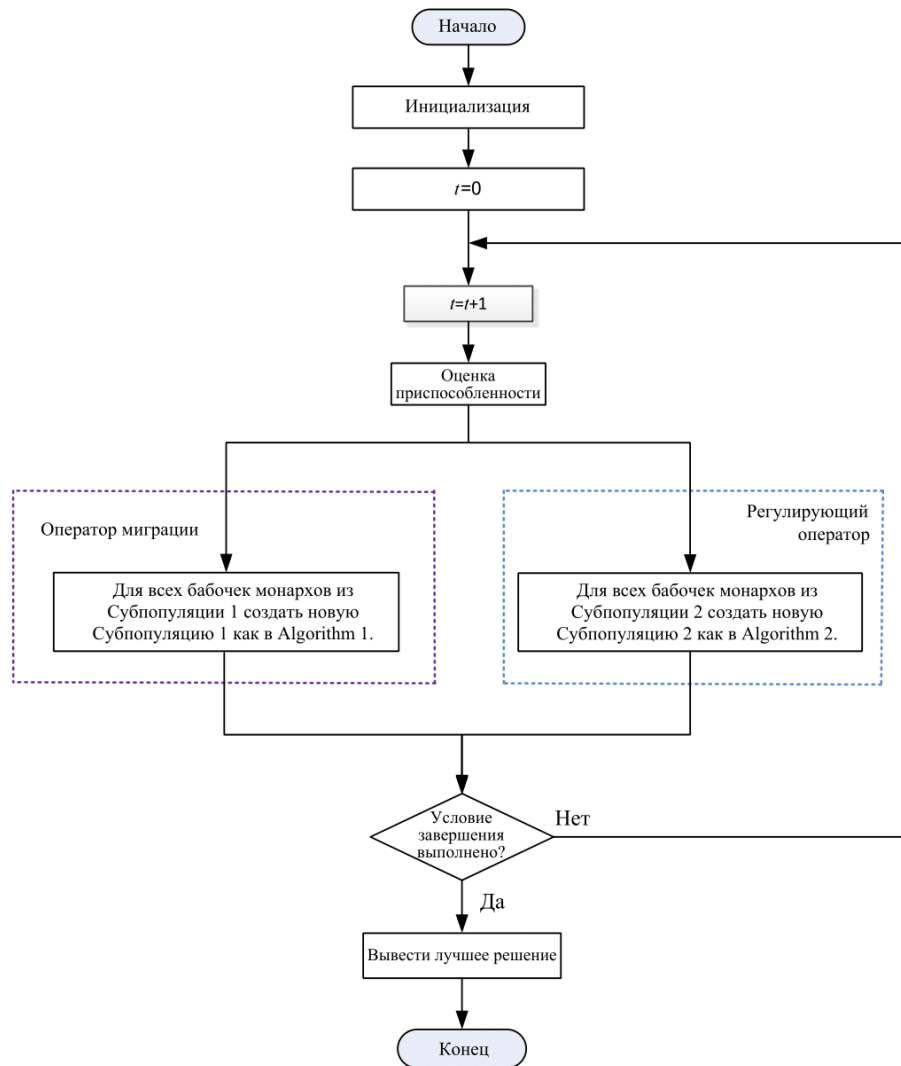 Начало
Инициализация
t=0
t=t+1
Оценка
приспособленности
Оператор миграции
Для всех бабочек монархов из
Субпопуляции 1 создать новую
Субпопуляцию 1 как в Algorithm 1.
Регулирующий
оператор
Для всех бабочек монархов из
Субпопуляции 2 создать новую
Субпопуляцию 2 как в Algorithm 2.
Условие
завершения
выполнено?
Нет
Да
Вывести лучшее решение
Конец